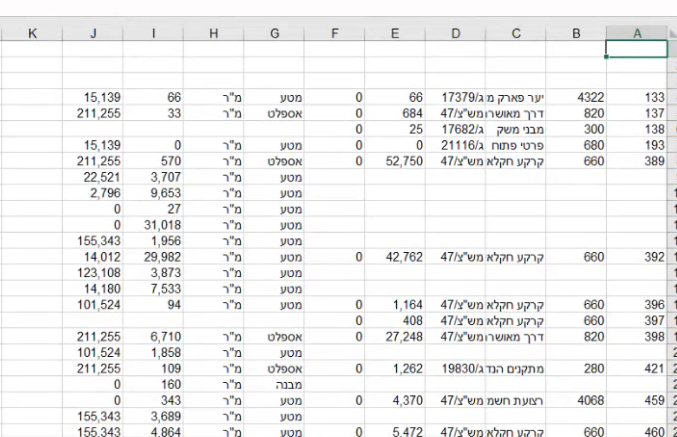 A B C D E F G H I J K
133 4322 יער פארק מ ג/17379 66 0 מטע מ"ר 66 15,139
137 820 דרך מאושרו מש"צ/47 684 0 אספלט מ"ר 33 211,255
138 300 מבני משק ג/17682 25 0
193 680 פרטי פתוח ג/21116 0 0 מטע מ"ר 0 15,139
389 660 קרקע חקלא מש"צ/47 52,750 0 אספלט מ"ר 570 211,255
מטע מ"ר 3,707 22,521
מטע מ"ר 9,653 2,796
מטע מ"ר 27 0
מטע מ"ר 31,018 0
מטע מ"ר 1,956 155,343
392 660 קרקע חקלא מש"צ/47 42,762 0 מטע מ"ר 29,982 14,012
מטע מ"ר 3,873 123,108
מטע מ"ר 7,533 14,180
396 660 קרקע חקלא מש"צ/47 1,164 0 מטע מ"ר 94 101,524
397 660 קרקע חקלא מש"צ/47 408 0
398 820 דרך מאושרו מש"צ/47 27,248 0 אספלט מ"ר 6,710 211,255
מטע מ"ר 1,858 101,524
421 280 מתקנים הנד ג/19830 1,262 0 אספלט מ"ר 109 211,255
מבנה מ"ר 160 0
459 4068 רצועת חשמ מש"צ/47 4,370 0 מטע מ"ר 343 0
מטע מ"ר 3,689 155,343
460 660 קרקע חקלא מש"צ/47 5,472 0 מטע מ"ר 4,864 155,343